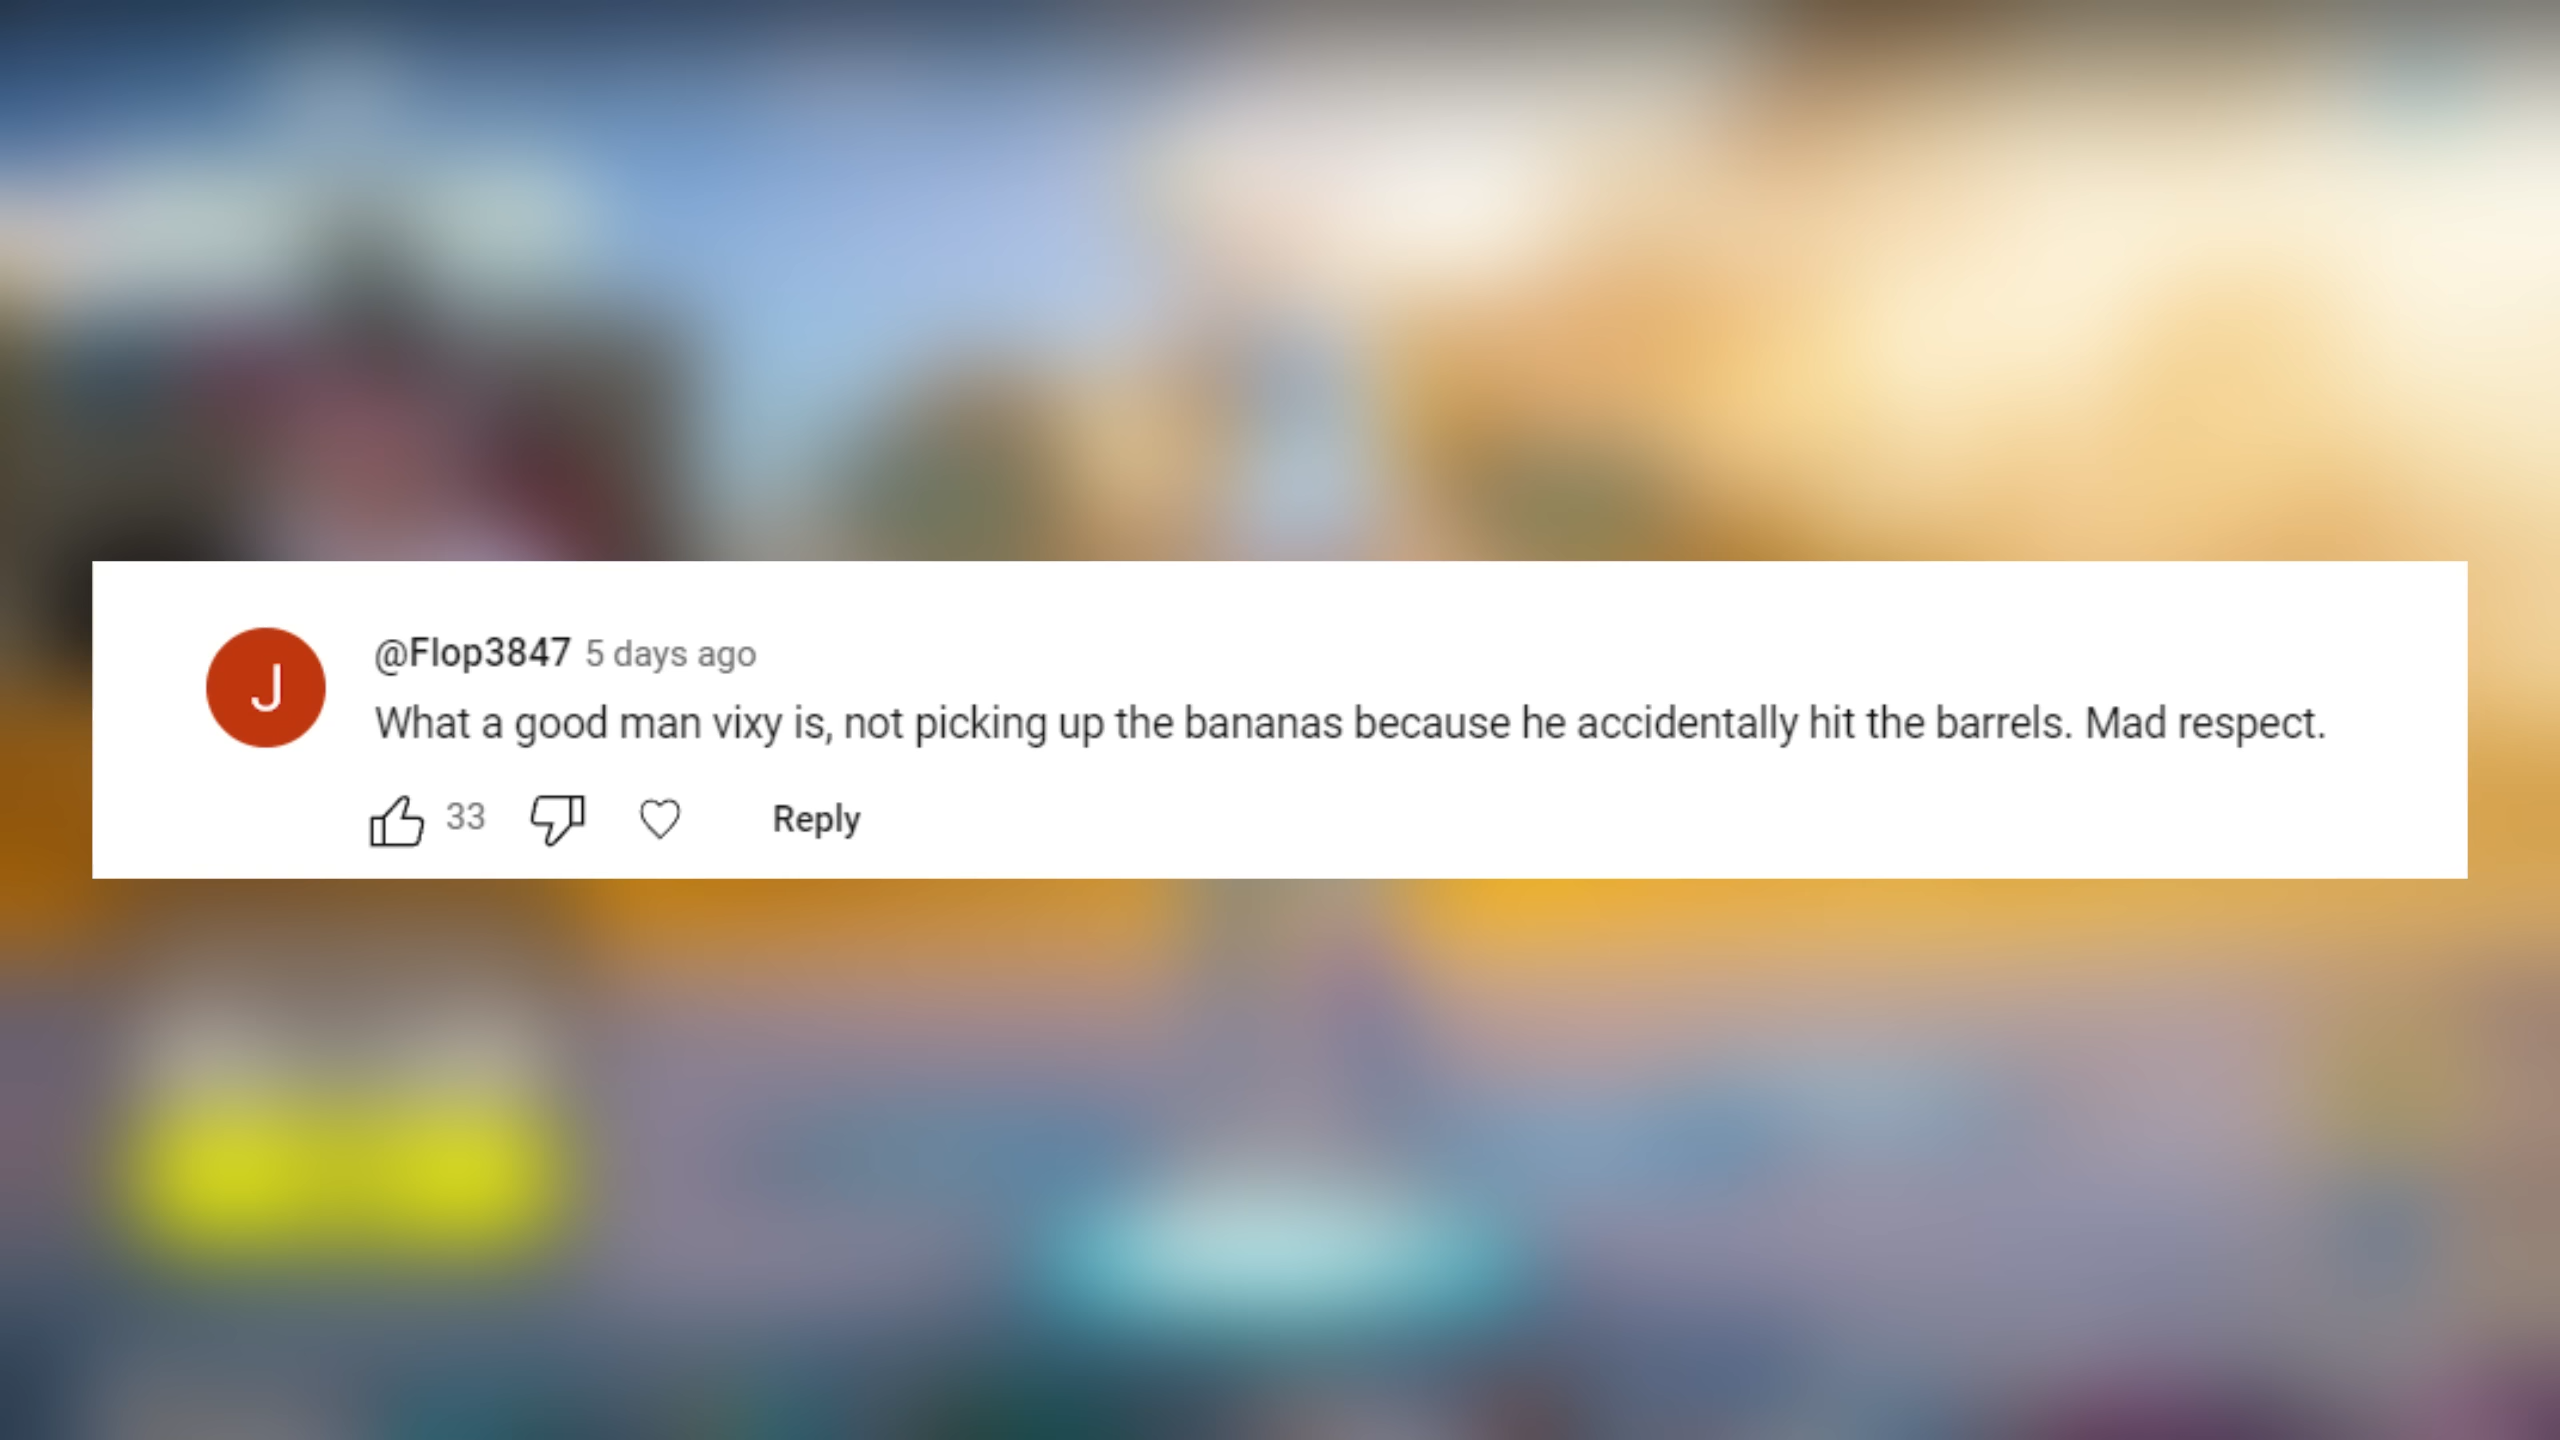 J
@Flop3847 5 days ago
What a good man vixy is, not picking up the bananas because he accidentally hit the barrels. Mad respect.
33 Reply